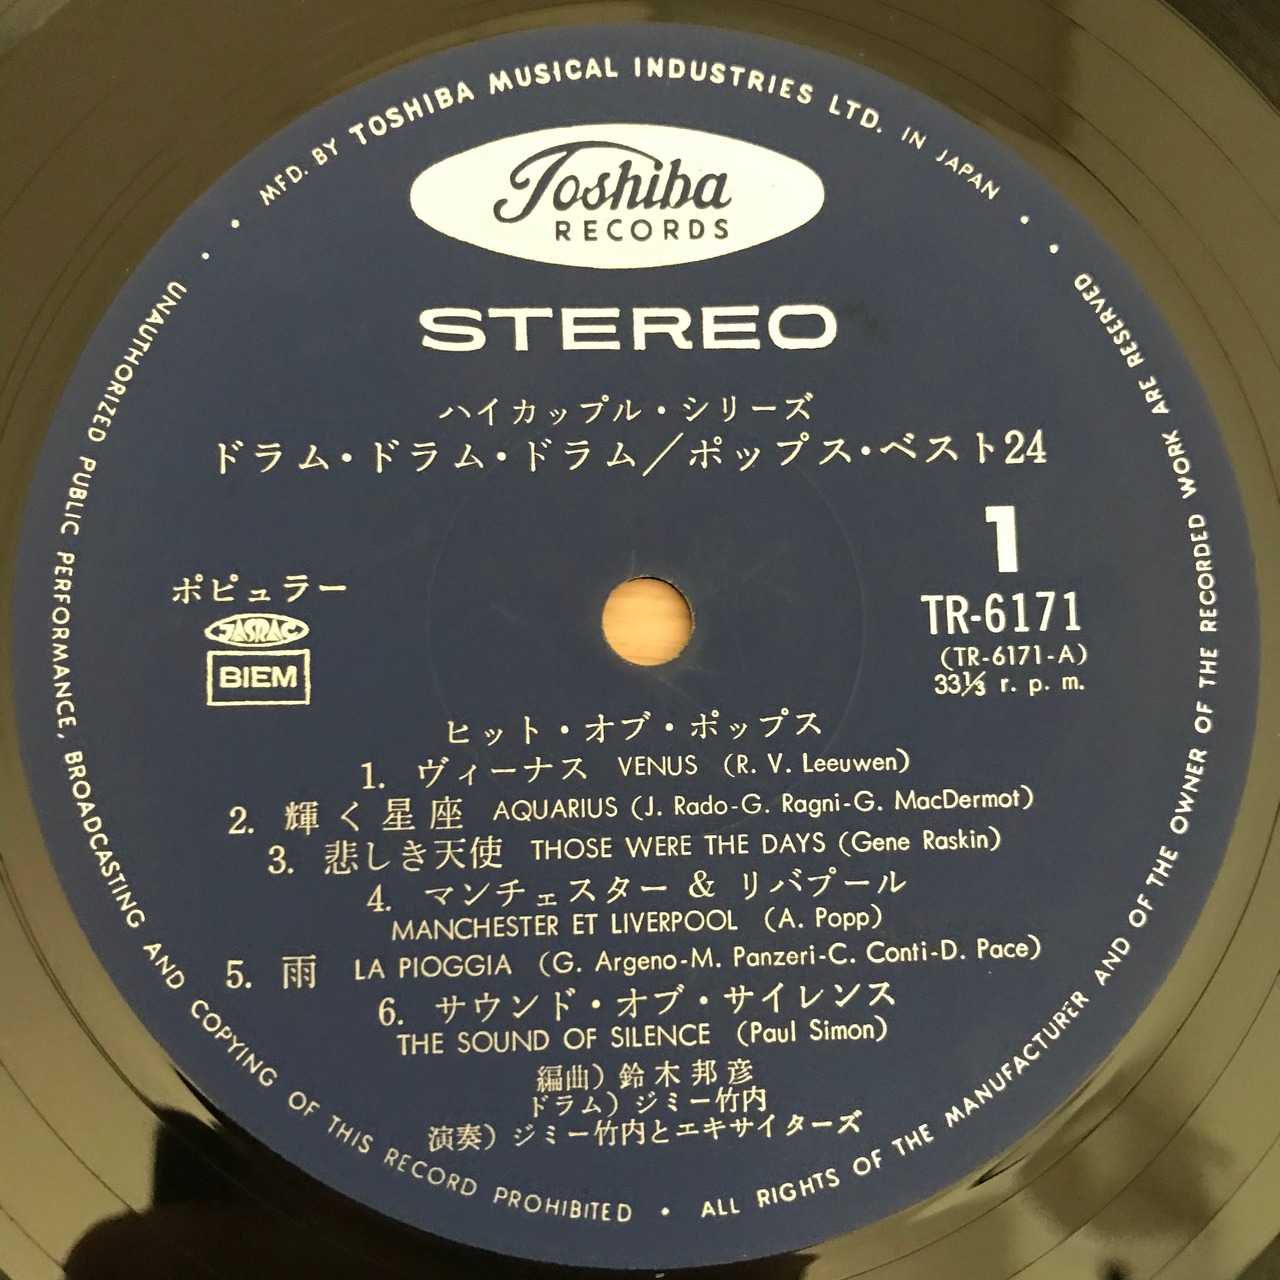 MFD. BY TOSHIBA MUSICAL INDUSTRIES LTD. IN JAPAN
Toshiba
RECORDS
STEREO
ハイカップル・シリーズ
ドラム・ドラム・ドラム／ポップス・ベスト24
1
ポピュラー
TR-6171
JASRAC
(TR-6171-A)
BIEM
33⅓ r. p. m.
ヒット・オブ・ポップス
1. ヴィーナス VENUS (R. V. Leeuwen)
2. 輝く星座 AQUARIUS (J. Rado-G. Ragni-G. MacDermot)
3. 悲しき天使 THOSE WERE THE DAYS (Gene Raskin)
4. マンチェスター & リバプール
MANCHESTER ET LIVERPOOL (A. Popp)
5. 雨 LA PIOGGIA (G. Argeno-M. Panzeri-C. Conti-D. Pace)
6. サウンド・オブ・サイレンス
THE SOUND OF SILENCE (Paul Simon)
編曲）鈴木邦彦
ドラム）ジミー竹内
演奏）ジミー竹内とエキサイターズ
UNAUTHORIZED PUBLIC PERFORMANCE, BROADCASTING AND COPYING OF THIS RECORD PROHIBITED • ALL RIGHTS OF THE MANUFACTURER AND OF THE OWNER OF THE RECORDED WORK ARE RESERVED